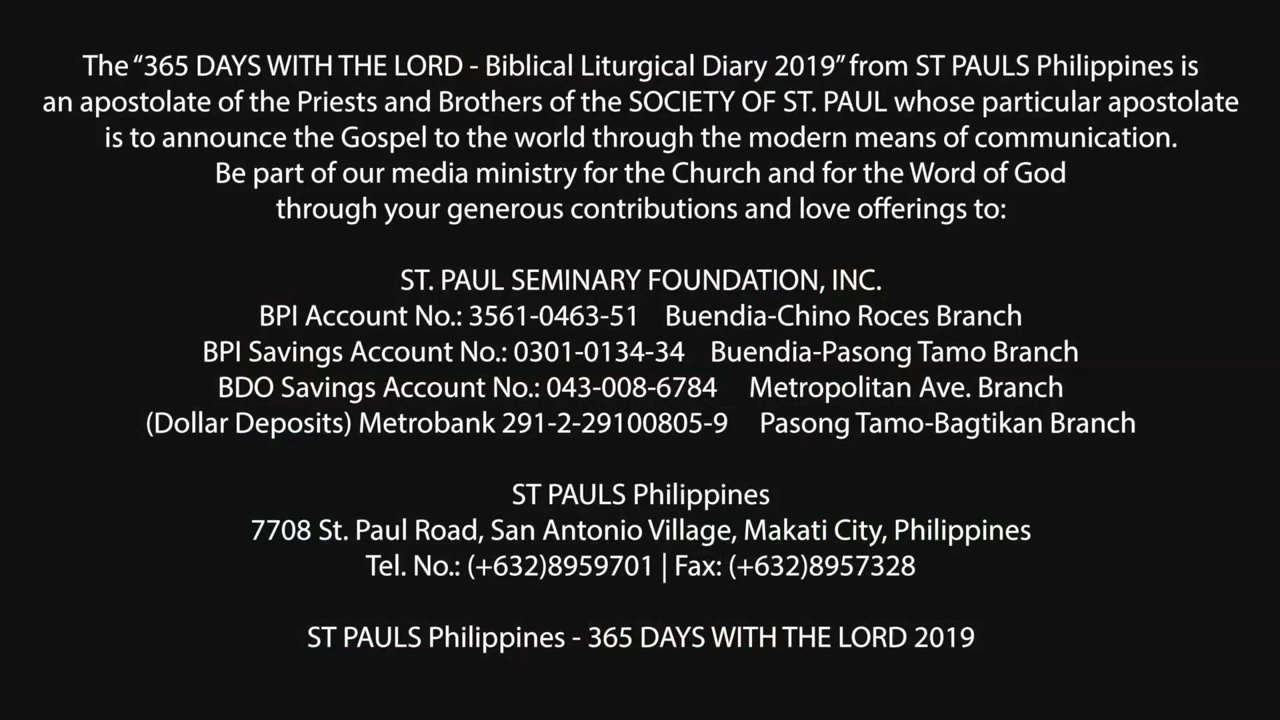 The “365 DAYS WITH THE LORD - Biblical Liturgical Diary 2019” from ST PAULS Philippines is
an apostolate of the Priests and Brothers of the SOCIETY OF ST. PAUL whose particular apostolate
is to announce the Gospel to the world through the modern means of communication.
Be part of our media ministry for the Church and for the Word of God
through your generous contributions and love offerings to:
ST. PAUL SEMINARY FOUNDATION, INC.
BPI Account No.: 3561-0463-51 Buendia-Chino Roces Branch
BPI Savings Account No.: 0301-0134-34 Buendia-Pasong Tamo Branch
BDO Savings Account No.: 043-008-6784 Metropolitan Ave. Branch
(Dollar Deposits) Metrobank 291-2-29100805-9 Pasong Tamo-Bagtikan Branch
ST PAULS Philippines
7708 St. Paul Road, San Antonio Village, Makati City, Philippines
Tel. No.: (+632)8959701 | Fax: (+632)8957328
ST PAULS Philippines - 365 DAYS WITH THE LORD 2019